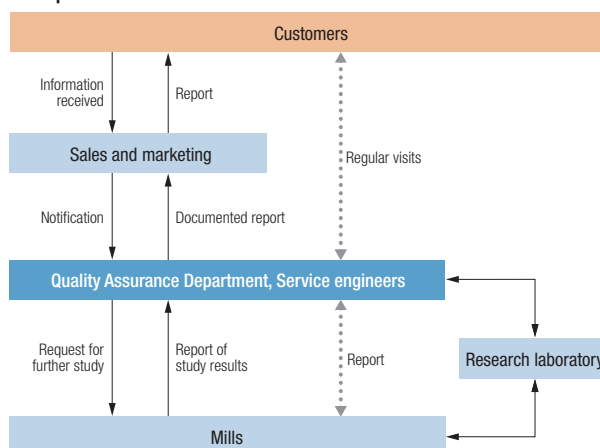 Customers
Information
received
Report
Regular visits
Sales and marketing
Notification
Documented report
Quality Assurance Department, Service engineers
Request for
further study
Report of
study results
Report
Research laboratory
Mills